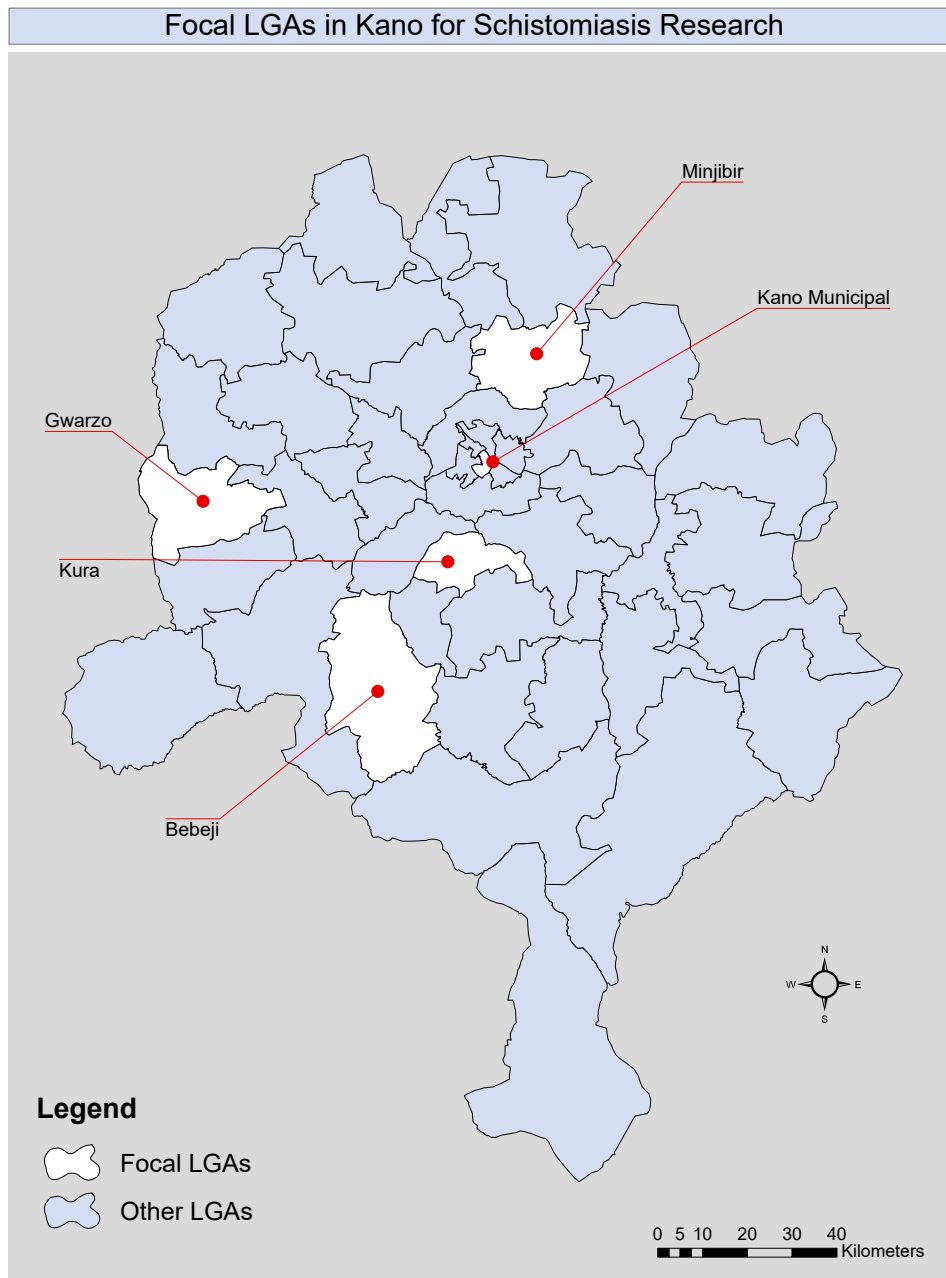 Focal LGAs in Kano for Schistomiasis Research
Minjibir
Kano Municipal
Gwarzo
Kura
Bebeji
N
W E
S
Legend
Focal LGAs
Other LGAs
0 5 10 20 30 40
Kilometers